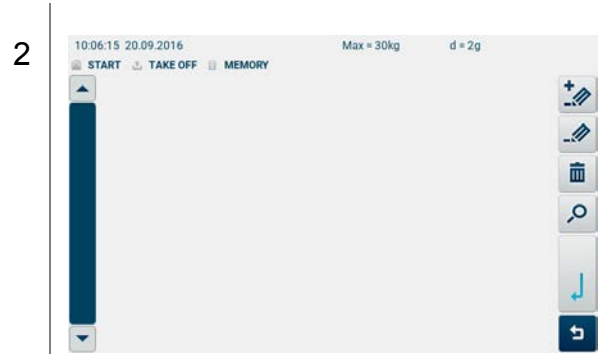 2
10:06:15 20.09.2016 Max = 30kg d = 2g
START TAKE OFF MEMORY